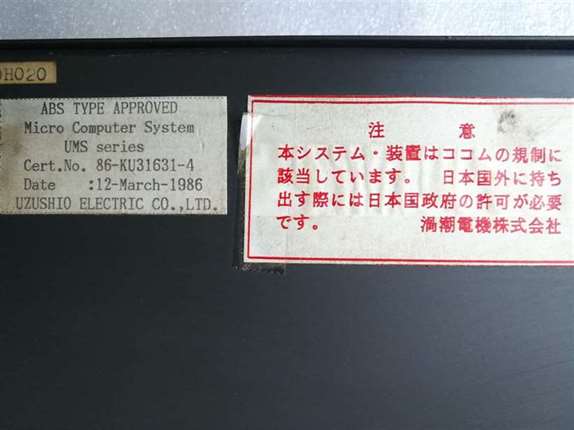 0H020
ABS TYPE APPROVED
Micro Computer System
UMS series
Cert.No. 86-KU31631-4
Date :12-March-1986
UZUSHIO ELECTRIC CO.,LTD.
注 意
本システム・装置はココムの規制に
該当しています。 日本国外に持ち
出す際には日本国政府の許可が必要
です。 渦潮電機株式会社